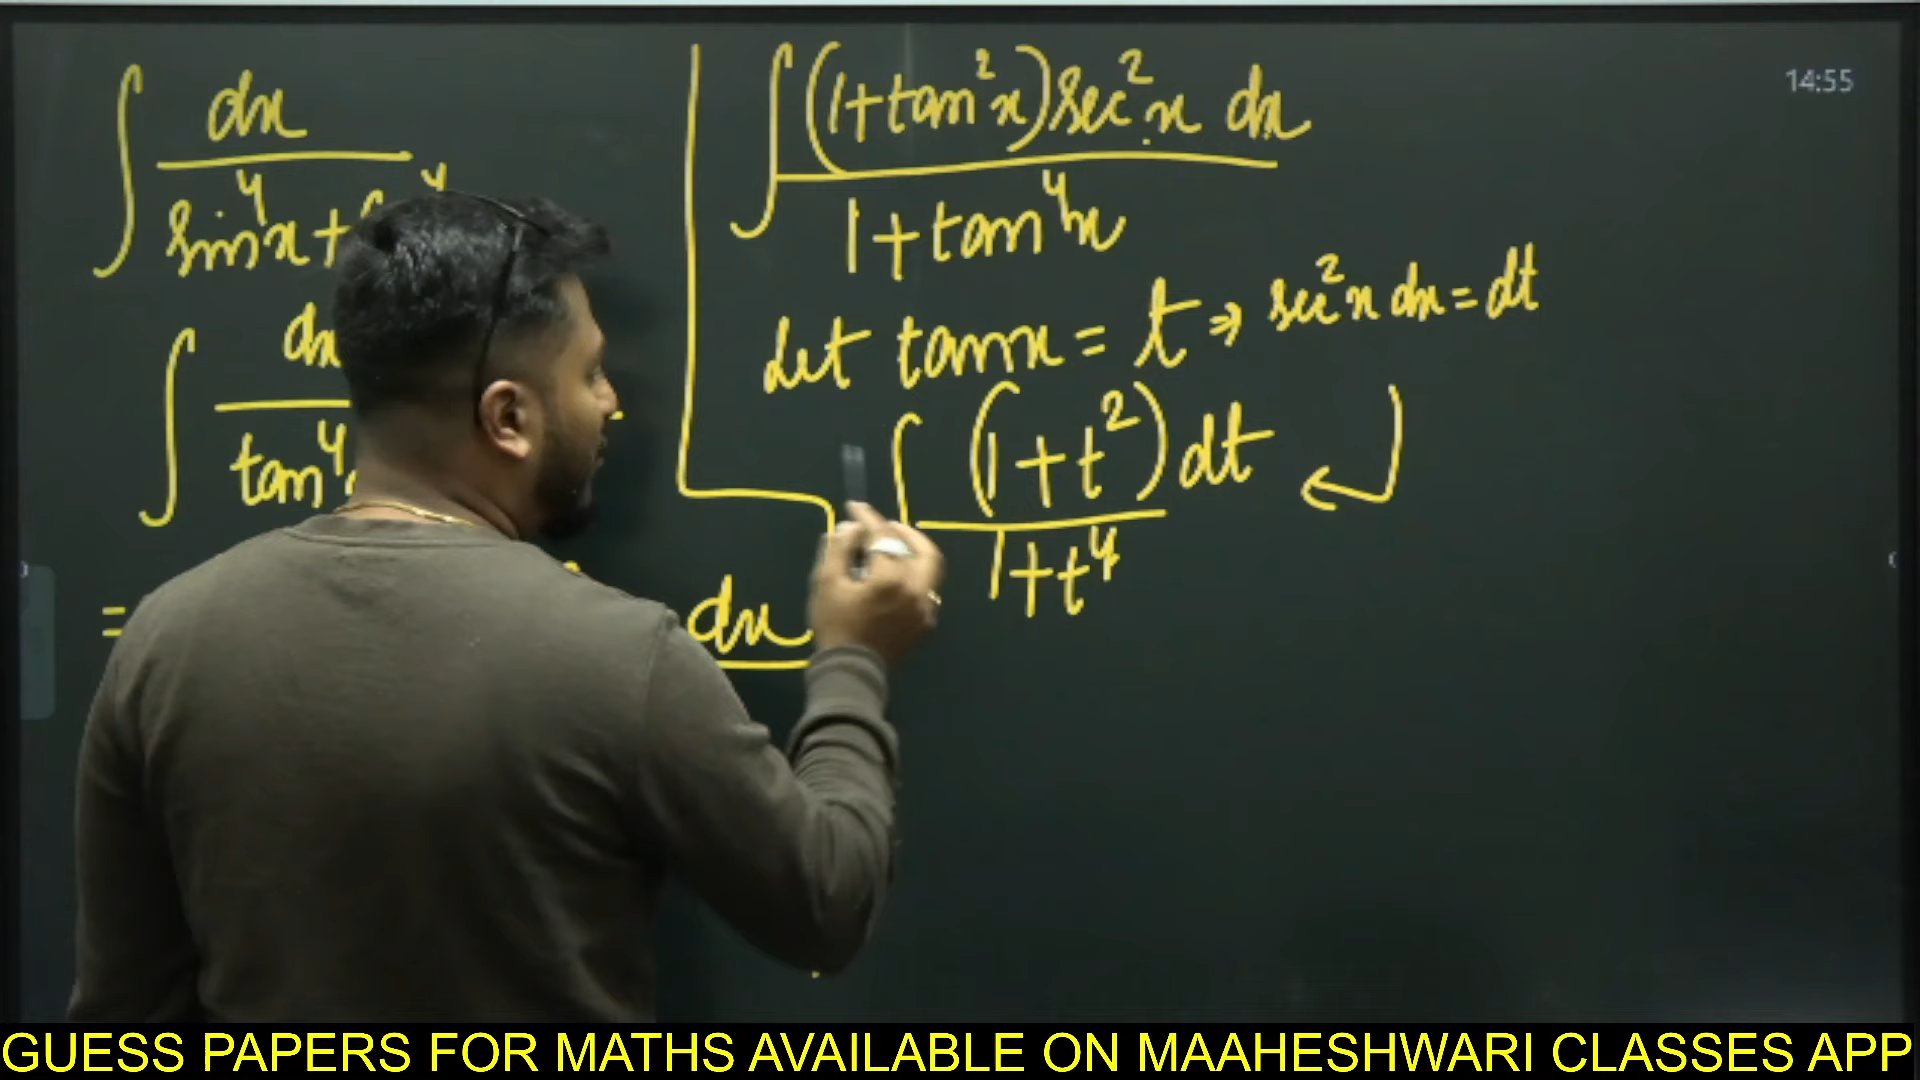 14:55
∫ dx
sin⁴x +
∫ dx
tan⁴
=
dx
∫ (1+tan²x) sec²x dx
1+tan⁴x
Let tanx = t ⇒ sec²x dx = dt
∫ (1+t²) dt
1+t⁴
GUESS PAPERS FOR MATHS AVAILABLE ON MAAHESHWARI CLASSES APP